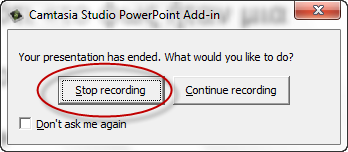 Camtasia Studio PowerPoint Add-in
Your presentation has ended. What would you like to do?
Stop recording
Continue recording
Don't ask me again